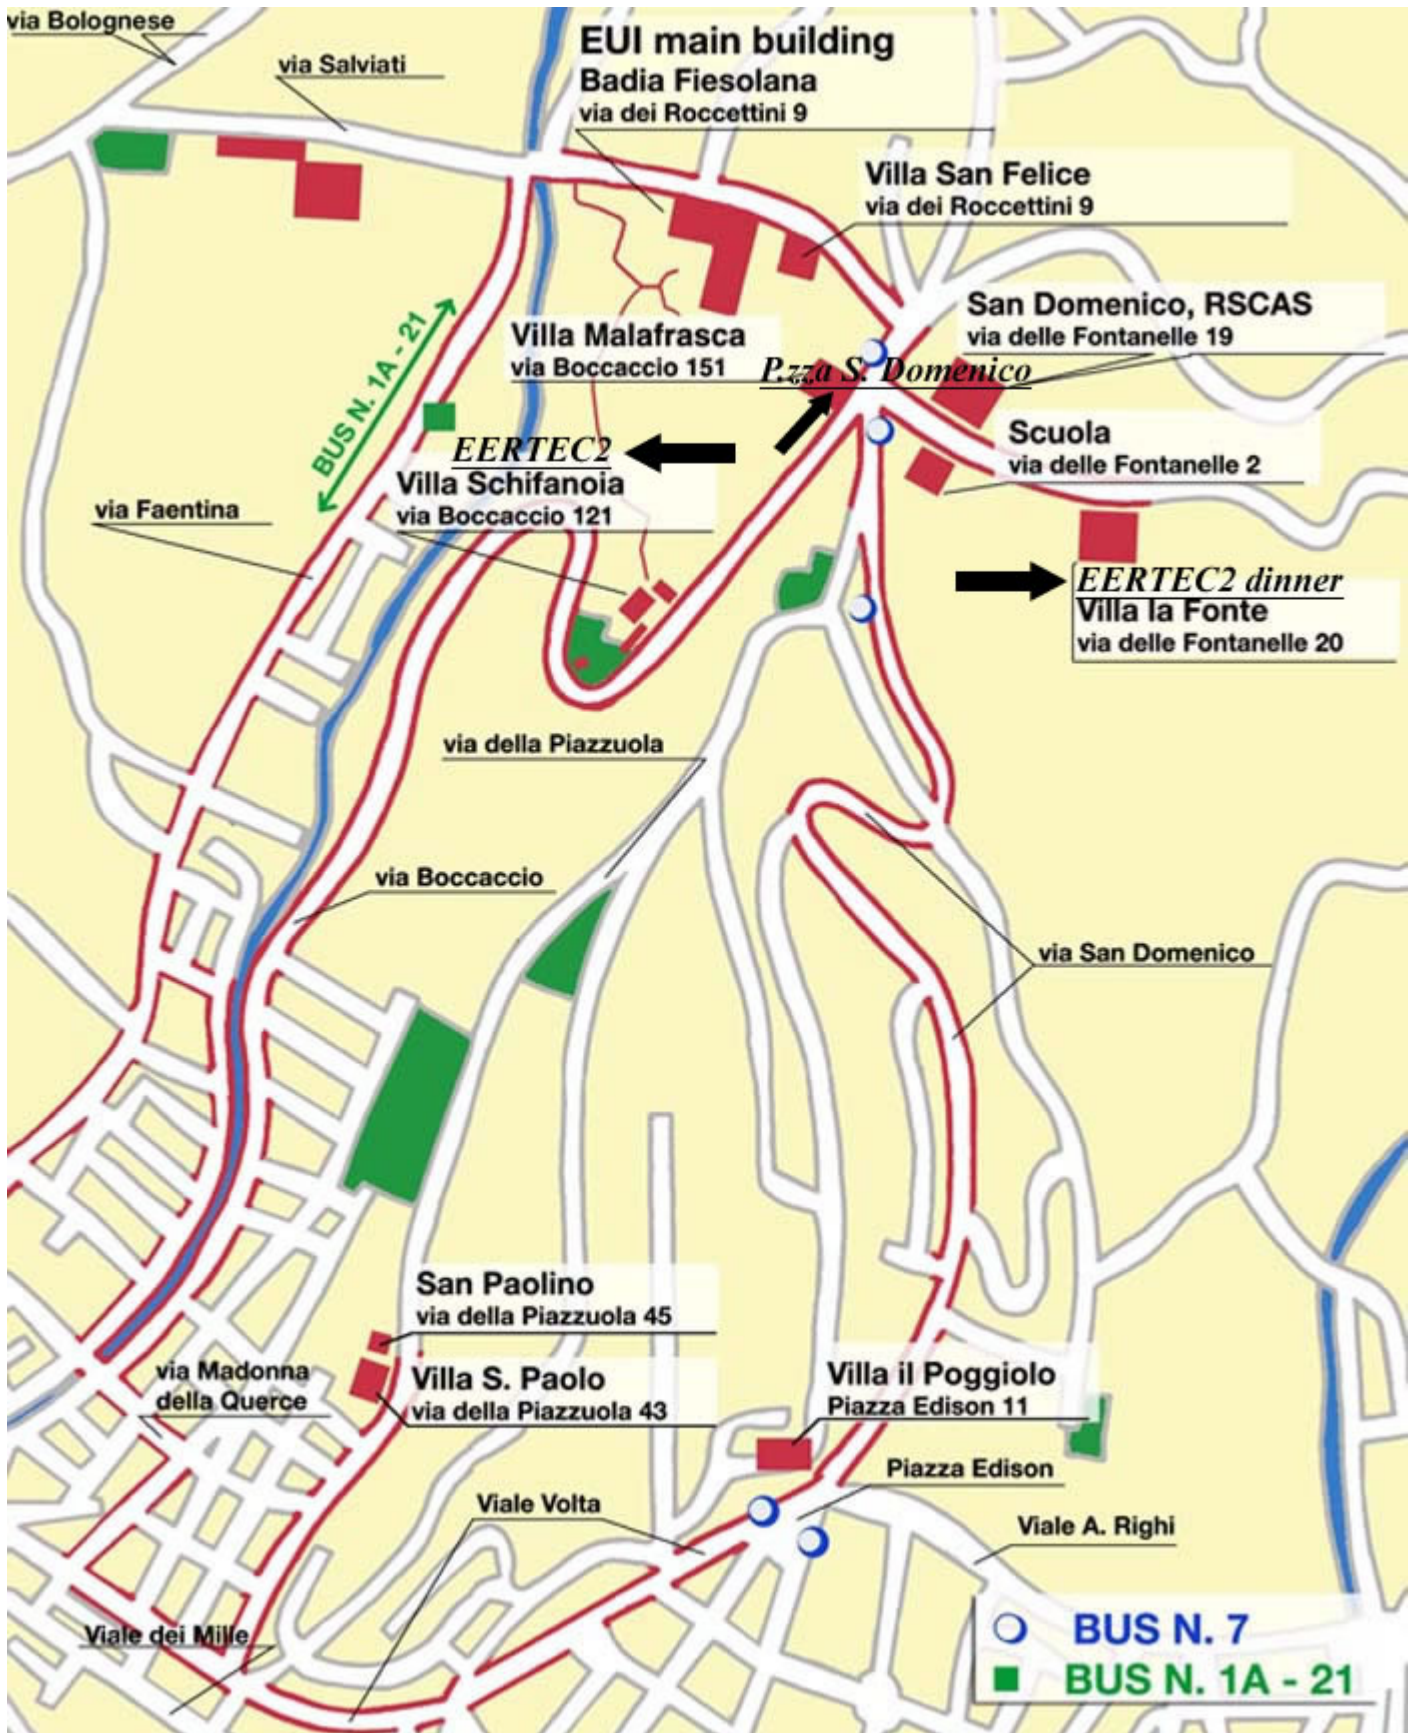 via Bolognese
via Salviati
EUI main building
Badia Fiesolana
via dei Roccettini 9
Villa San Felice
via dei Roccettini 9
San Domenico, RSCAS
via delle Fontanelle 19
BUS N. 1A - 21
Villa Malafrasca
via Boccaccio 151
P.zza S. Domenico
EERTEC2
Villa Schifanoia
via Boccaccio 121
Scuola
via delle Fontanelle 2
via Faentina
EERTEC2 dinner
Villa la Fonte
via delle Fontanelle 20
via della Piazzuola
via Boccaccio
via San Domenico
San Paolino
via della Piazzuola 45
via Madonna
della Querce
Villa S. Paolo
via della Piazzuola 43
Villa il Poggiolo
Piazza Edison 11
Piazza Edison
Viale Volta
Viale A. Righi
Viale dei Mille
BUS N. 7
BUS N. 1A - 21